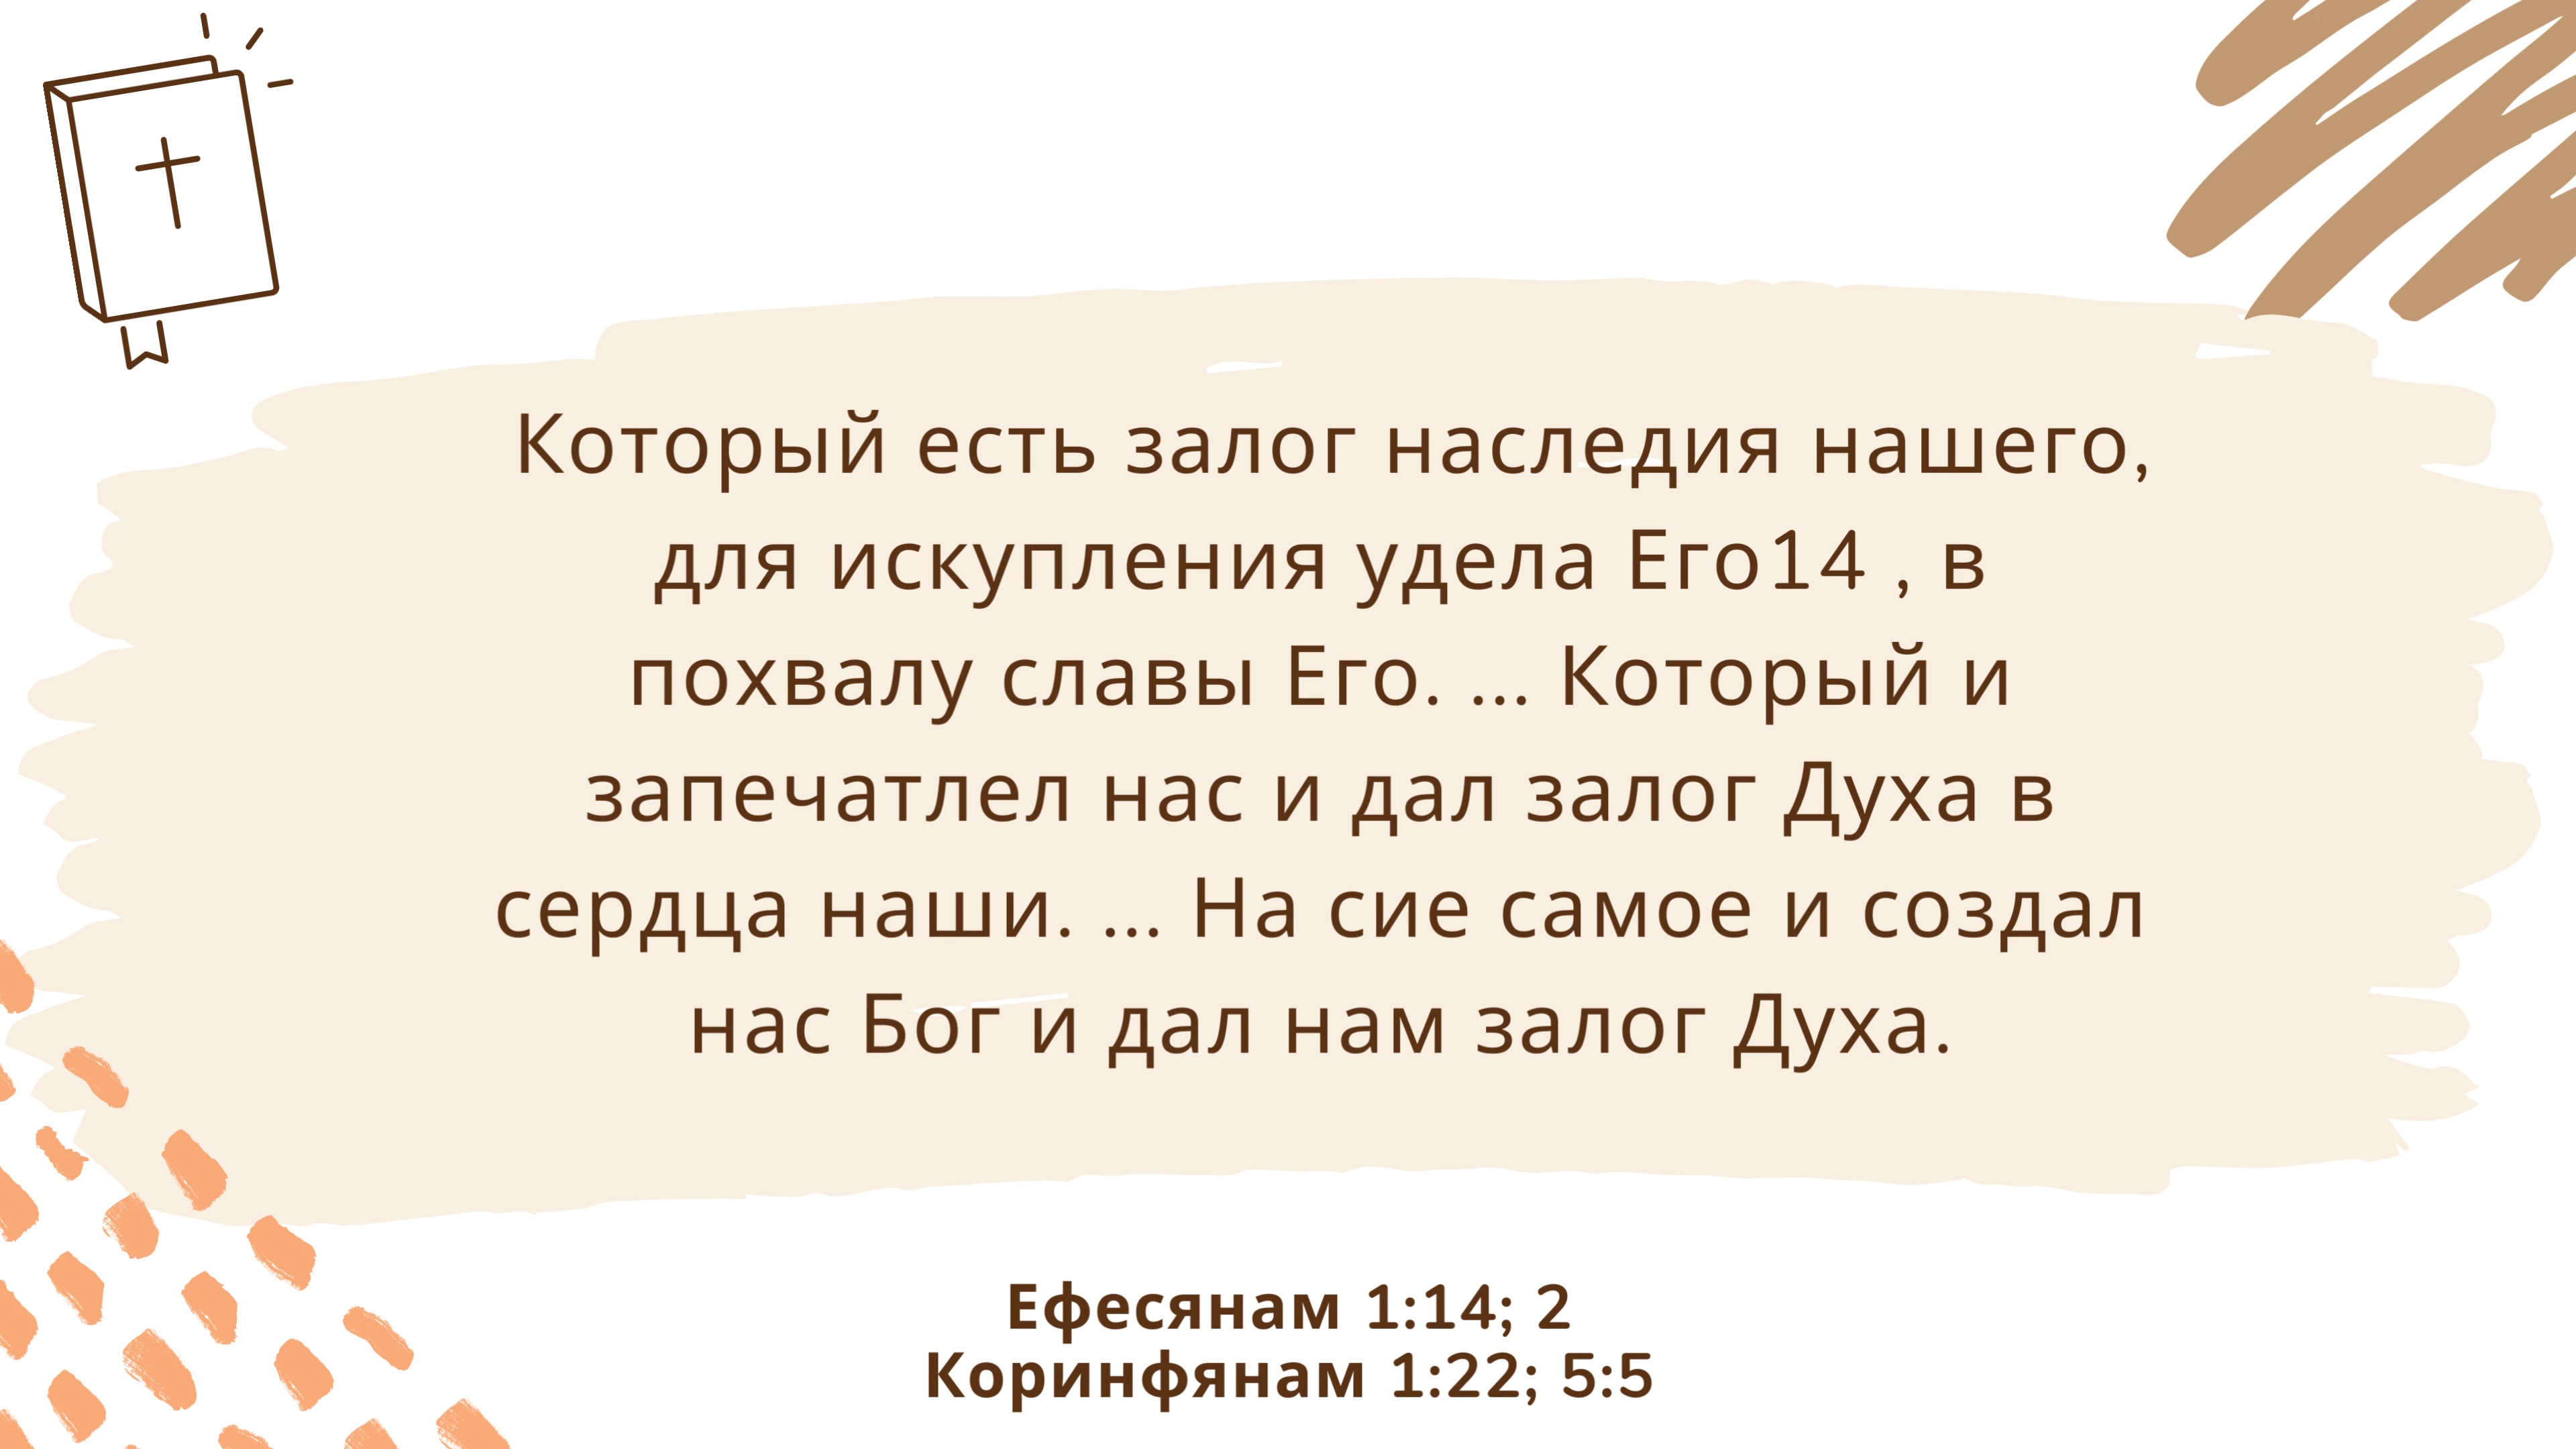 Который есть залог наследия нашего,
для искупления удела Его14 , в
похвалу славы Его. ... Который и
запечатлел нас и дал залог Духа в
сердца наши. ... На сие самое и создал
нас Бог и дал нам залог Духа.
Ефесянам 1:14; 2
Коринфянам 1:22; 5:5